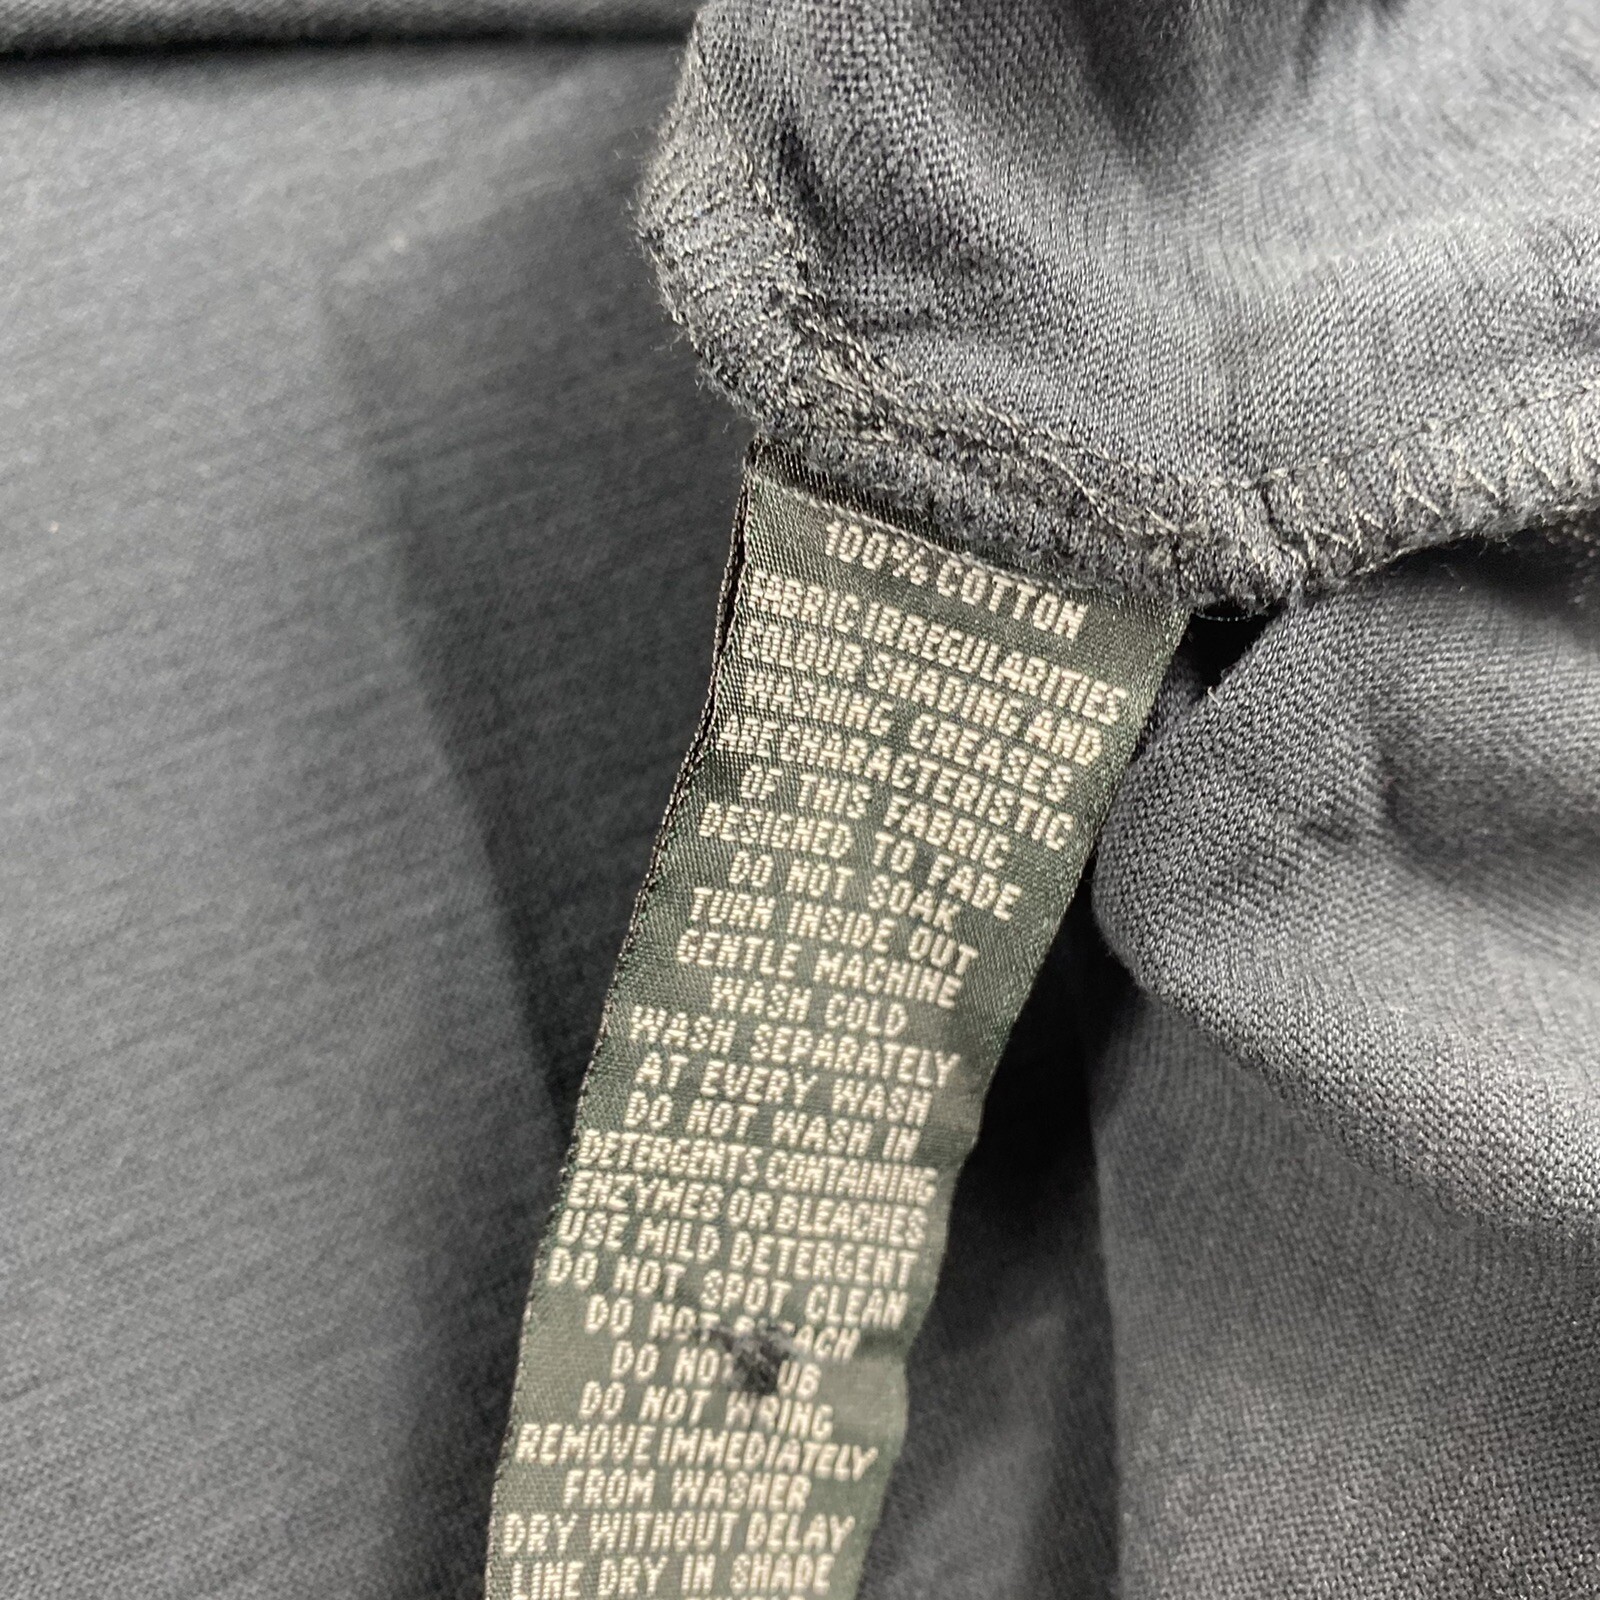 100% COTTON
FABRIC IRREGULARITIES
COLOUR SHADING AND
WASHING CREASES
ARE CHARACTERISTIC
OF THIS FABRIC
DESIGNED TO FADE
DO NOT SOAK
TURN INSIDE OUT
GENTLE MACHINE
WASH COLD
WASH SEPARATELY
AT EVERY WASH
DO NOT WASH IN
DETERGENTS CONTAINING
ENZYMES OR BLEACHES
USE MILD DETERGENT
DO NOT SPOT CLEAN
DO NOT BLEACH
DO NOT RUB
DO NOT WRING
REMOVE IMMEDIATELY
FROM WASHER
DRY WITHOUT DELAY
LINE DRY IN SHADE